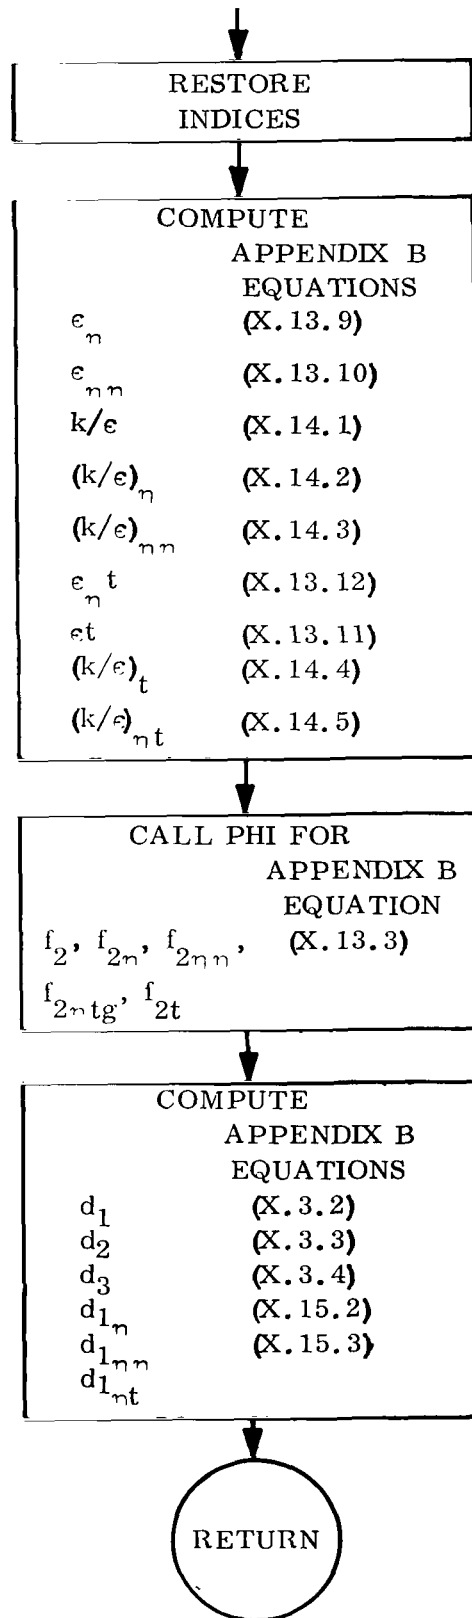 RESTORE
INDICES
COMPUTE
APPENDIX B
EQUATIONS
ϵ_η (X.13.9)
ϵ_ηη (X.13.10)
k/ϵ (X.14.1)
(k/ϵ)_η (X.14.2)
(k/ϵ)_ηη (X.14.3)
ϵ_η t (X.13.12)
ϵt (X.13.11)
(k/ϵ)_t (X.14.4)
(k/ϵ)_ηt (X.14.5)
CALL PHI FOR
APPENDIX B
EQUATION
f_2, f_2η, f_2ηη, (X.13.3)
f_2ηtg, f_2t
COMPUTE
APPENDIX B
EQUATIONS
d_1 (X.3.2)
d_2 (X.3.3)
d_3 (X.3.4)
d_1_η (X.15.2)
d_1_ηη (X.15.3)
d_1_ηt
RETURN